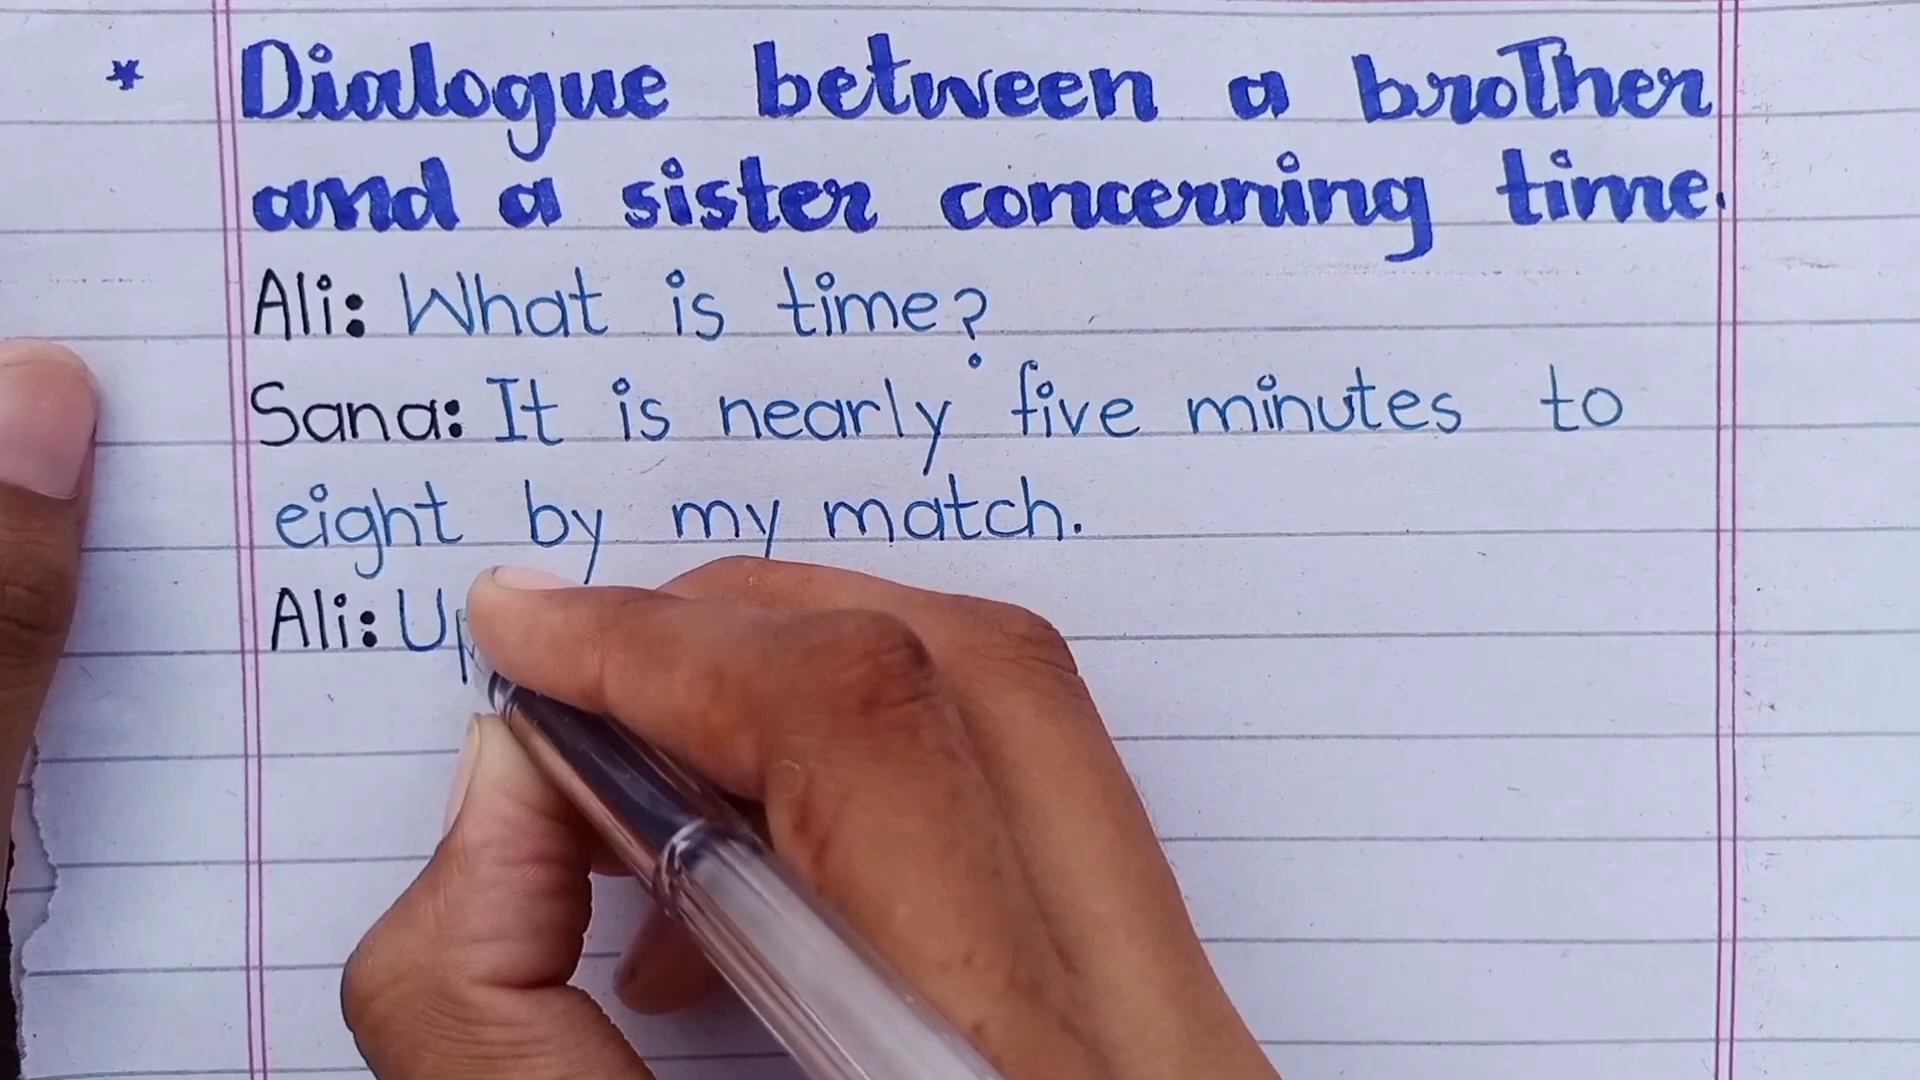 * Dialogue between a brother
and a sister concerning time.
Ali: What is time?
Sana: It is nearly five minutes to
eight by my match.
Ali: Up